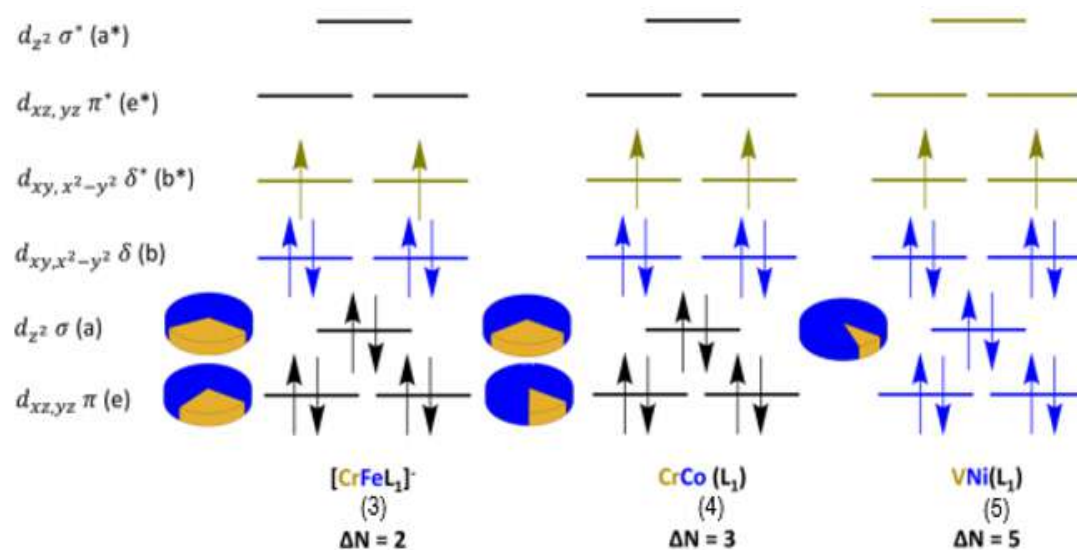 d_{z^2} σ* (a*)
d_{xz, yz} π* (e*)
d_{xy, x^2−y^2} δ* (b*)
d_{xy,x^2−y^2} δ (b)
d_{z^2} σ (a)
d_{xz,yz} π (e)
[CrFeL₁]⁻
(3)
ΔN = 2
CrCo (L₁)
(4)
ΔN = 3
VNi(L₁)
(5)
ΔN = 5